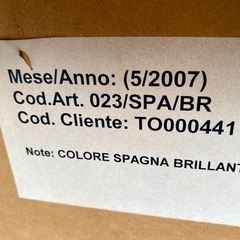 Mese/Anno: (5/2007)
Cod.Art. 023/SPA/BR
Cod. Cliente: TO000441
Note: COLORE SPAGNA BRILLANT